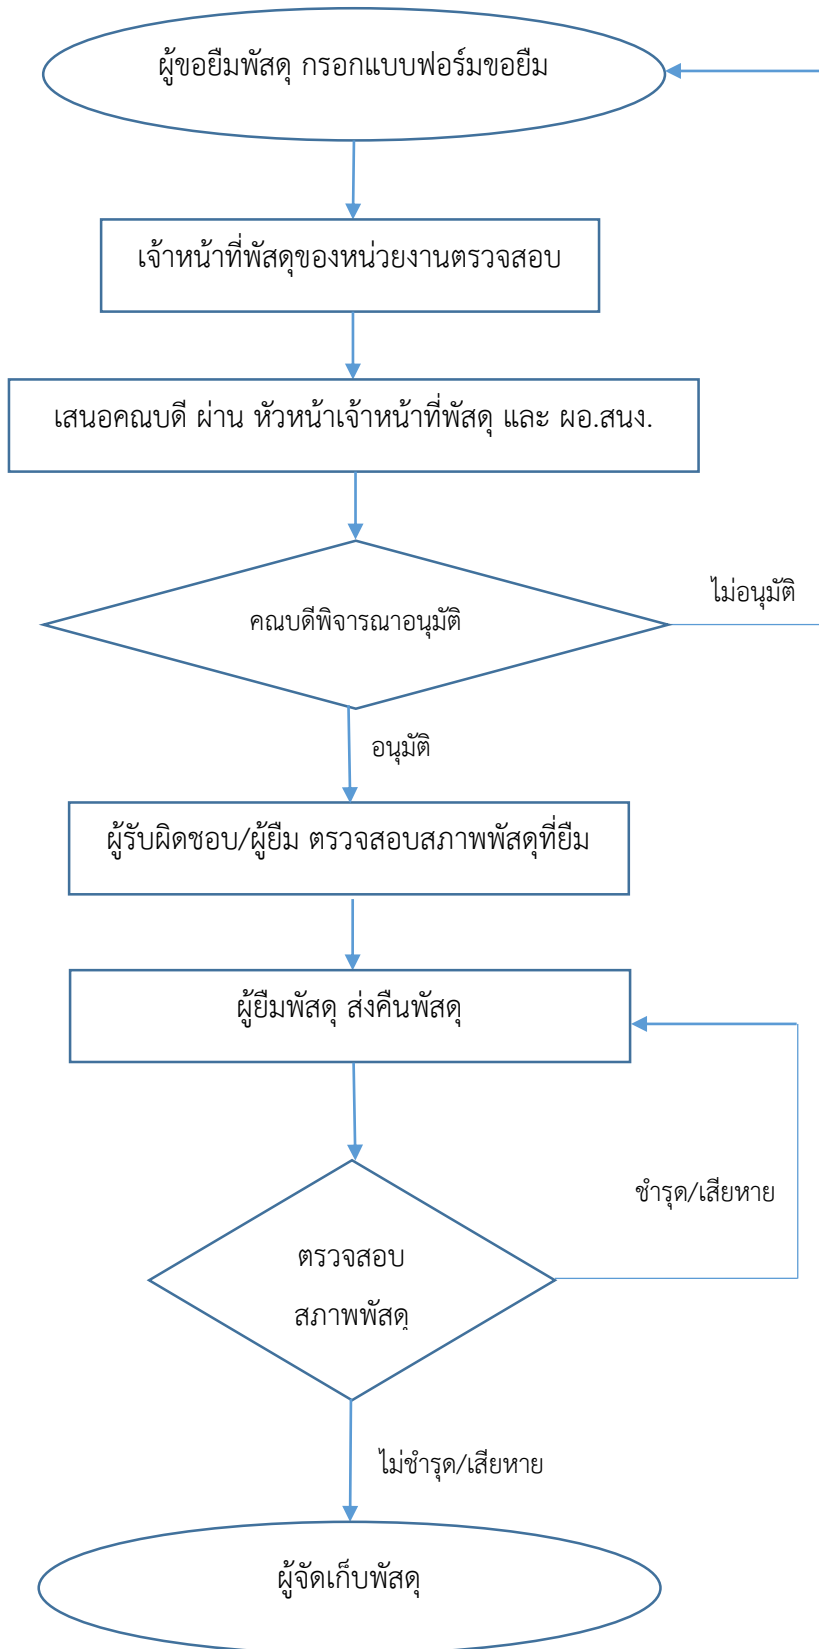 ผู้ขอยืมพัสดุ กรอกแบบฟอร์มขอยืม
เจ้าหน้าที่พัสดุของหน่วยงานตรวจสอบ
เสนอคณบดี ผ่าน หัวหน้าเจ้าหน้าที่พัสดุ และ ผอ.สนง.
ไม่อนุมัติ
คณบดีพิจารณาอนุมัติ
อนุมัติ
ผู้รับผิดชอบ/ผู้ยืม ตรวจสอบสภาพพัสดุที่ยืม
ผู้ยืมพัสดุ ส่งคืนพัสดุ
ชำรุด/เสียหาย
ตรวจสอบ
สภาพพัสดุ
ไม่ชำรุด/เสียหาย
ผู้จัดเก็บพัสดุ